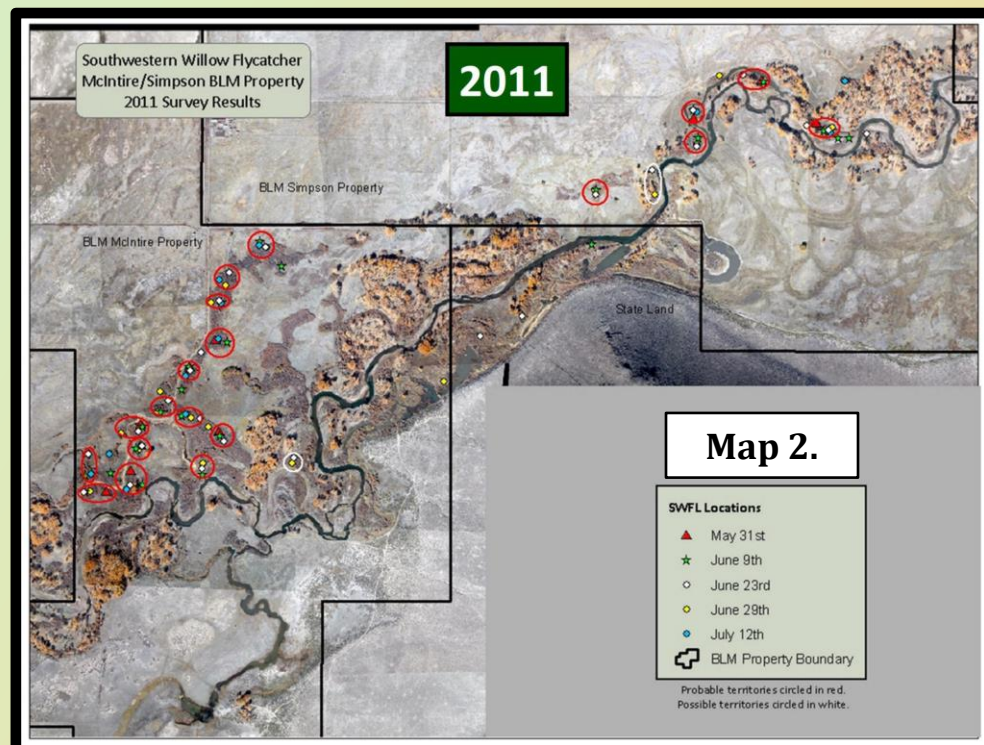 Southwestern Willow Flycatcher
McIntire/Simpson BLM Property
2011 Survey Results
2011
BLM Simpson Property
BLM McIntire Property
State Land
Map 2.
SWFL Locations
May 31st
June 9th
June 23rd
June 29th
July 12th
BLM Property Boundary
Probable territories circled in red.
Possible territories circled in white.